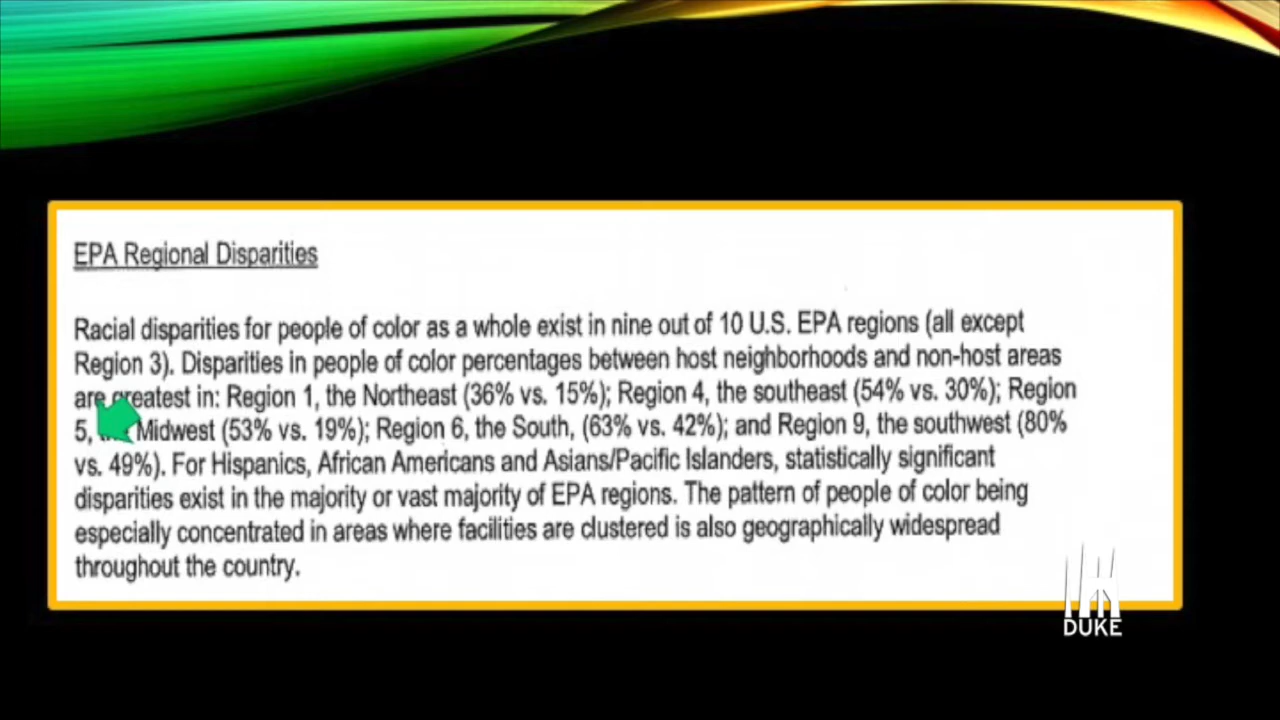 EPA Regional Disparities
Racial disparities for people of color as a whole exist in nine out of 10 U.S. EPA regions (all except
Region 3). Disparities in people of color percentages between host neighborhoods and non-host areas
are greatest in: Region 1, the Northeast (36% vs. 15%); Region 4, the southeast (54% vs. 30%); Region
5, the Midwest (53% vs. 19%); Region 6, the South, (63% vs. 42%); and Region 9, the southwest (80%
vs. 49%). For Hispanics, African Americans and Asians/Pacific Islanders, statistically significant
disparities exist in the majority or vast majority of EPA regions. The pattern of people of color being
especially concentrated in areas where facilities are clustered is also geographically widespread
throughout the country.
DUKE